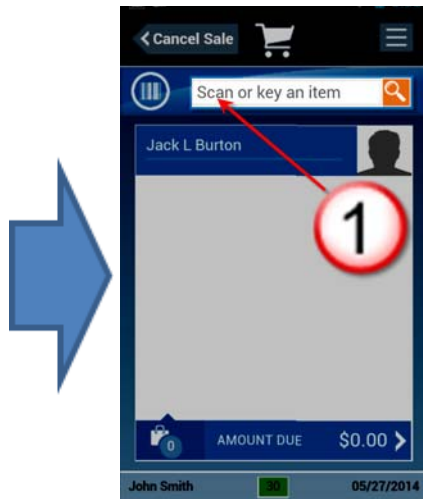 Cancel Sale
Scan or key an item
Jack L Burton
1
0 AMOUNT DUE $0.00
John Smith 30 05/27/2014